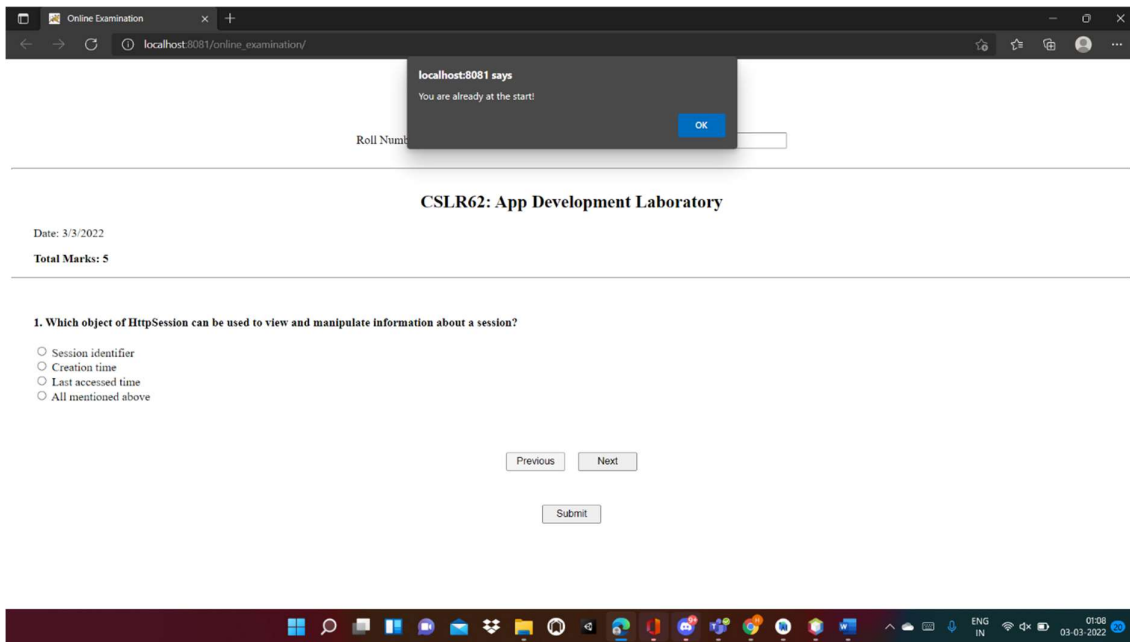 Online Examination
localhost:8081/online_examination/
localhost:8081 says
You are already at the start!
OK
Roll Numb
CSLR62: App Development Laboratory
Date: 3/3/2022
Total Marks: 5
1. Which object of HttpSession can be used to view and manipulate information about a session?
Session identifier
Creation time
Last accessed time
All mentioned above
Previous Next
Submit
ENG 01:08
IN 03-03-2022